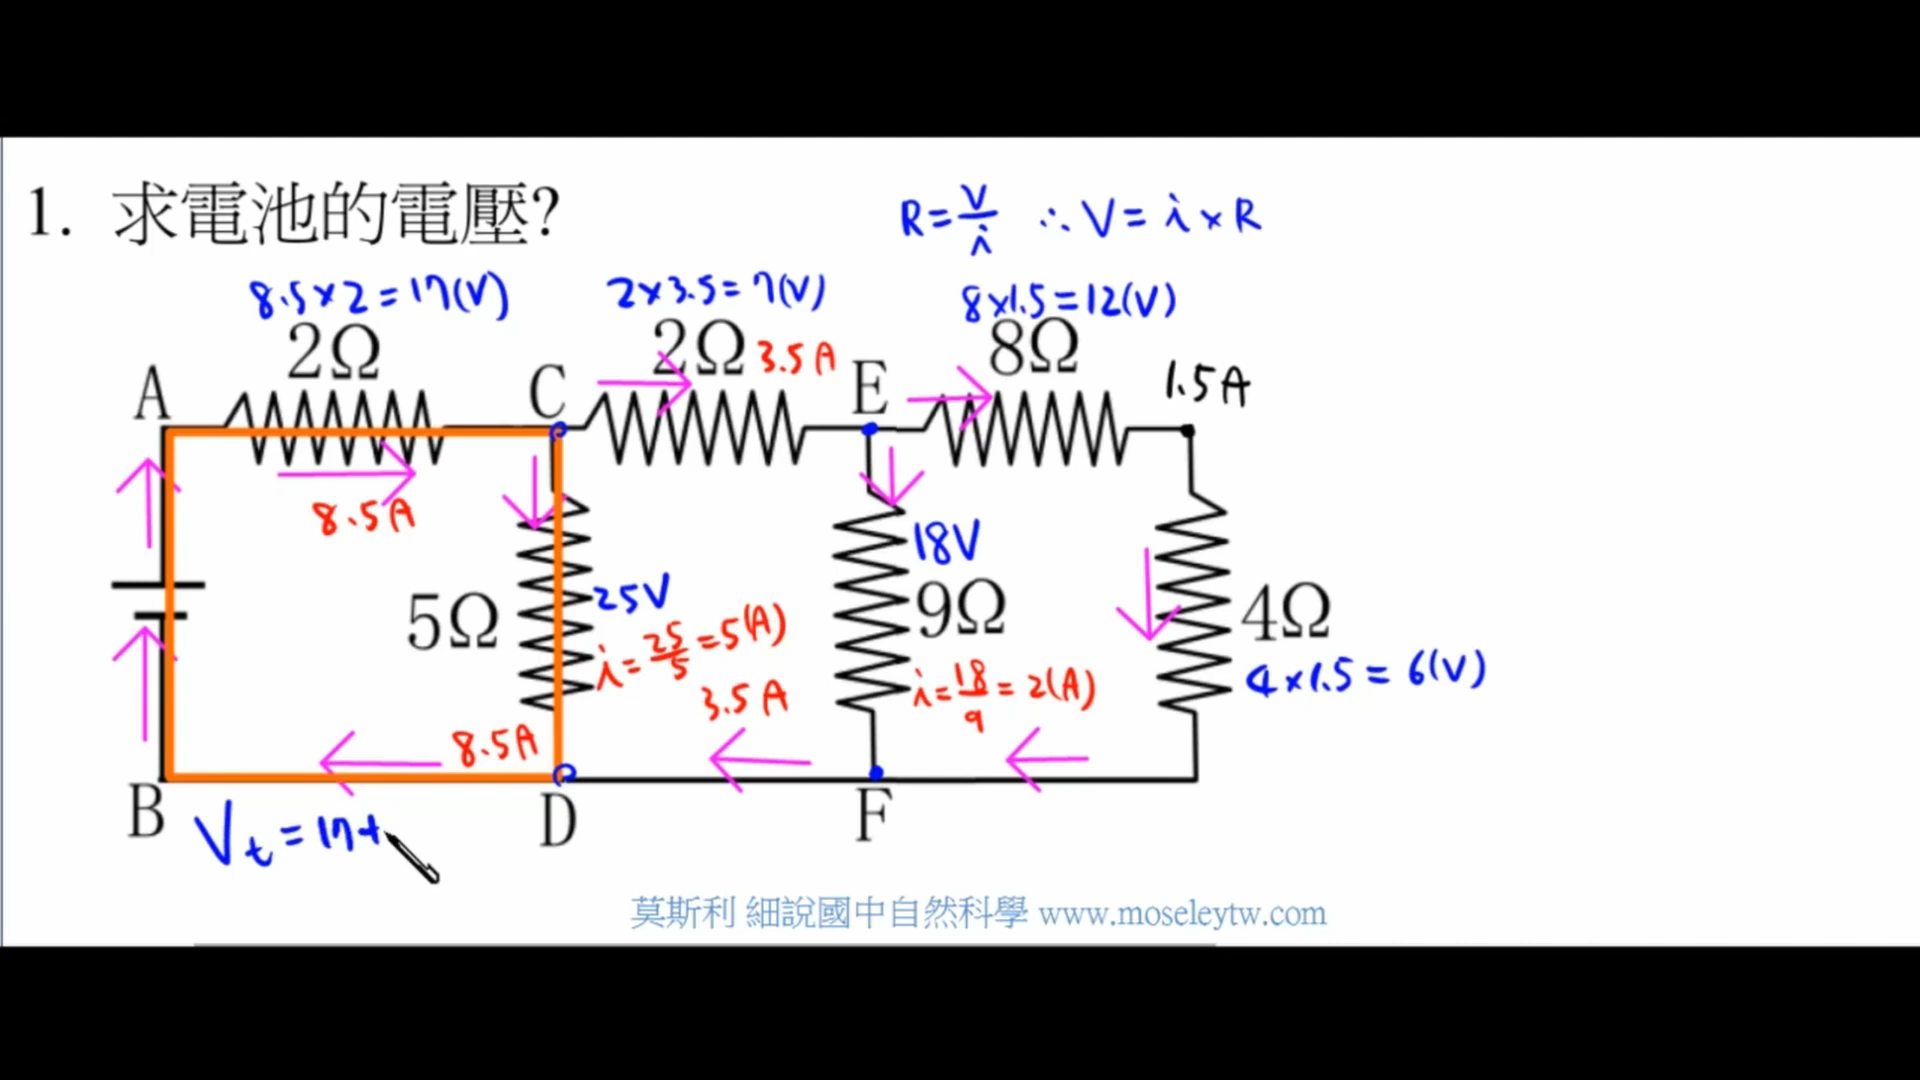 1. 求電池的電壓?
R=V/i ∴V=i×R
8.5×2=17(V)
2×3.5=7(V)
8×1.5=12(V)
2Ω
2Ω
3.5A
8Ω
A
C
E
1.5A
8.5A
18V
5Ω
25V
9Ω
4Ω
i=25/5=5(A)
i=18/9=2(A)
4×1.5=6(V)
3.5A
8.5A
B
D
F
Vt=17+
莫斯利 細說國中自然科學 www.moseleytw.com